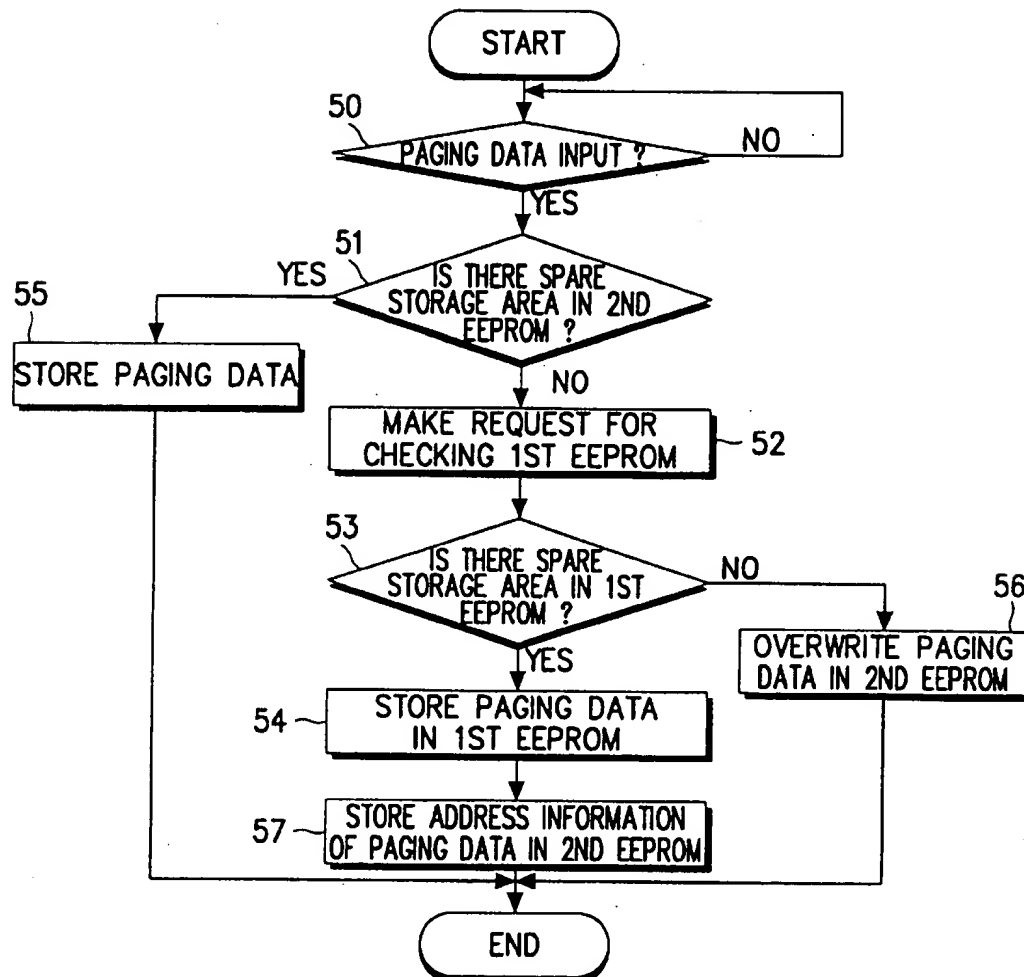 START
50
PAGING DATA INPUT ?
NO
YES
51
YES
IS THERE SPARE
STORAGE AREA IN 2ND
EEPROM ?
55
STORE PAGING DATA
NO
MAKE REQUEST FOR
CHECKING 1ST EEPROM
52
53
IS THERE SPARE
STORAGE AREA IN 1ST
EEPROM ?
NO
56
YES
OVERWRITE PAGING
DATA IN 2ND EEPROM
54
STORE PAGING DATA
IN 1ST EEPROM
57
STORE ADDRESS INFORMATION
OF PAGING DATA IN 2ND EEPROM
END